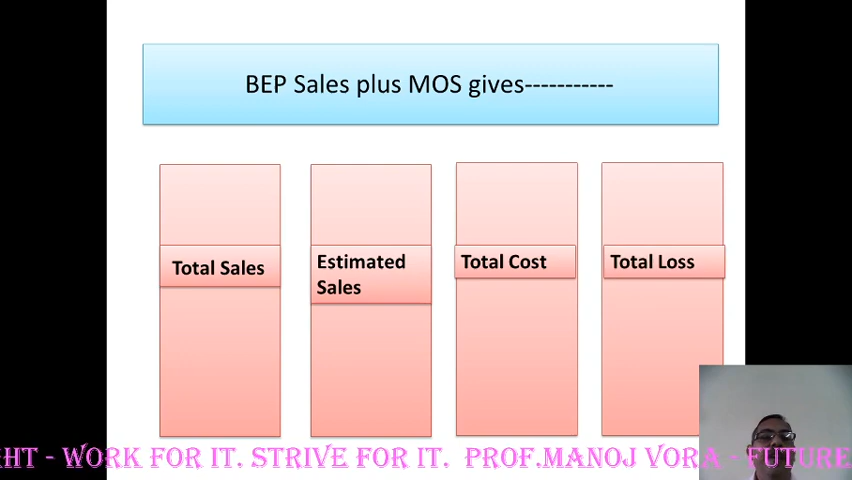 BEP Sales plus MOS gives-----------
Total Sales
Estimated
Sales
Total Cost
Total Loss
HT - WORK FOR IT. STRIVE FOR IT. PROF.MANOJ VORA - FUTURE